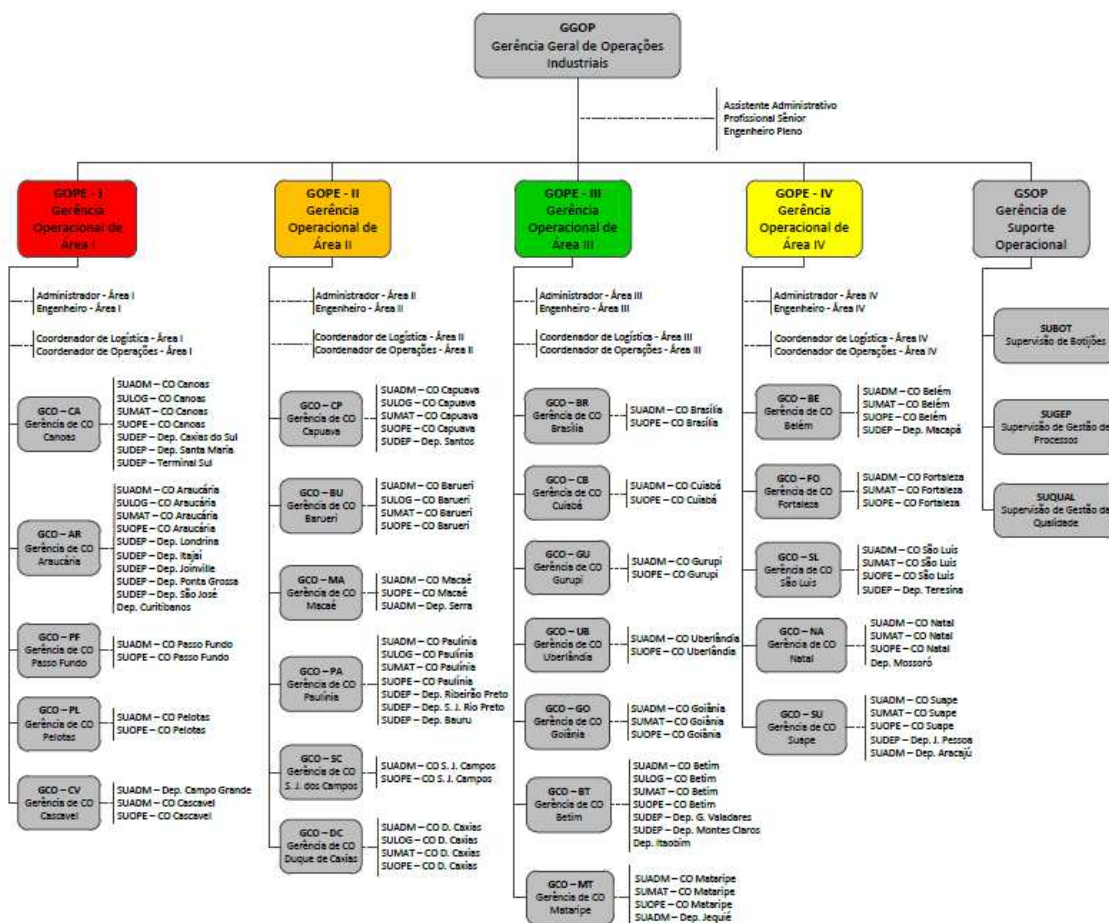 GGOP
Gerência Geral de Operações
Industriais
Assistente Administrativo
Profissional Sênior
Engenheiro Pleno
GOPE - I
Gerência
Operacional de
Área I
Administrador - Área I
Engenheiro - Área I
Coordenador de Logística - Área I
Coordenador de Operações - Área I
GCO – CA
Gerência de CO
Canoas
SUADM – CO Canoas
SULOG – CO Canoas
SUMAT – CO Canoas
SUOPE – CO Canoas
SUDEP – Dep. Caxias do Sul
SUDEP – Dep. Santa Maria
SUDEP – Terminal Sul
GCO – AR
Gerência de CO
Araucária
SUADM – CO Araucária
SULOG – CO Araucária
SUMAT – CO Araucária
SUOPE – CO Araucária
SUDEP – Dep. Londrina
SUDEP – Dep. Itajaí
SUDEP – Dep. Joinville
SUDEP – Dep. Ponta Grossa
SUDEP – Dep. São José
Dep. Curitibanos
GCO – PF
Gerência de CO
Passo Fundo
SUADM – CO Passo Fundo
SUOPE – CO Passo Fundo
GCO – PL
Gerência de CO
Pelotas
SUADM – CO Pelotas
SUOPE – CO Pelotas
GCO – CV
Gerência de CO
Cascavel
SUADM – Dep. Campo Grande
SUADM – CO Cascavel
SUOPE – CO Cascavel
GOPE - II
Gerência
Operacional de
Área II
Administrador - Área II
Engenheiro - Área II
Coordenador de Logística - Área II
Coordenador de Operações - Área II
GCO – CP
Gerência de CO
Capuava
SUADM – CO Capuava
SULOG – CO Capuava
SUMAT – CO Capuava
SUOPE – CO Capuava
SUDEP – Dep. Santos
GCO – BU
Gerência de CO
Barueri
SUADM – CO Barueri
SULOG – CO Barueri
SUMAT – CO Barueri
SUOPE – CO Barueri
GCO – MA
Gerência de CO
Macaé
SUADM – CO Macaé
SUOPE – CO Macaé
SUADM – Dep. Serra
GCO – PA
Gerência de CO
Paulínia
SUADM – CO Paulínia
SULOG – CO Paulínia
SUMAT – CO Paulínia
SUOPE – CO Paulínia
SUDEP – Dep. Ribeirão Preto
SUDEP – Dep. S. J. Rio Preto
SUDEP – Dep. Bauru
GCO – SC
Gerência de CO
S. J. dos Campos
SUADM – CO S. J. Campos
SUOPE – CO S. J. Campos
GCO – DC
Gerência de CO
Duque de Caxias
SUADM – CO D. Caxias
SULOG – CO D. Caxias
SUMAT – CO D. Caxias
SUOPE – CO D. Caxias
GOPE - III
Gerência
Operacional de
Área III
Administrador - Área III
Engenheiro - Área III
Coordenador de Logística - Área III
Coordenador de Operações - Área III
GCO – BR
Gerência de CO
Brasília
SUADM – CO Brasília
SUOPE – CO Brasília
GCO – CB
Gerência de CO
Cuiabá
SUADM – CO Cuiabá
SUOPE – CO Cuiabá
GCO – GU
Gerência de CO
Gurupi
SUADM – CO Gurupi
SUOPE – CO Gurupi
GCO – UB
Gerência de CO
Uberlândia
SUADM – CO Uberlândia
SUOPE – CO Uberlândia
GCO – GO
Gerência de CO
Goiânia
SUADM – CO Goiânia
SUMAT – CO Goiânia
SUOPE – CO Goiânia
GCO – BT
Gerência de CO
Betim
SUADM – CO Betim
SULOG – CO Betim
SUMAT – CO Betim
SUOPE – CO Betim
SUDEP – Dep. G. Valadares
SUDEP – Dep. Montes Claros
Dep. Itaobim
GCO – MT
Gerência de CO
Mataripe
SUADM – CO Mataripe
SUMAT – CO Mataripe
SUOPE – CO Mataripe
SUADM – Dep. Jequié
GOPE - IV
Gerência
Operacional de
Área IV
Administrador - Área IV
Engenheiro - Área IV
Coordenador de Logística - Área IV
Coordenador de Operações - Área IV
GCO – BE
Gerência de CO
Belém
SUADM – CO Belém
SUMAT – CO Belém
SUOPE – CO Belém
SUDEP – Dep. Macapá
GCO – FO
Gerência de CO
Fortaleza
SUADM – CO Fortaleza
SUMAT – CO Fortaleza
SUOPE – CO Fortaleza
GCO – SL
Gerência de CO
São Luis
SUADM – CO São Luis
SUMAT – CO São Luis
SUOPE – CO São Luis
SUDEP – Dep. Teresina
GCO – NA
Gerência de CO
Natal
SUADM – CO Natal
SUMAT – CO Natal
SUOPE – CO Natal
Dep. Mossoró
GCO – SU
Gerência de CO
Suape
SUADM – CO Suape
SUMAT – CO Suape
SUOPE – CO Suape
SUDEP – Dep. J. Pessoa
SUADM – Dep. Aracajú
GSOP
Gerência de
Suporte
Operacional
SUBOT
Supervisão de Botijões
SUGEP
Supervisão de Gestão de
Processos
SUQUAL
Supervisão de Gestão da
Qualidade